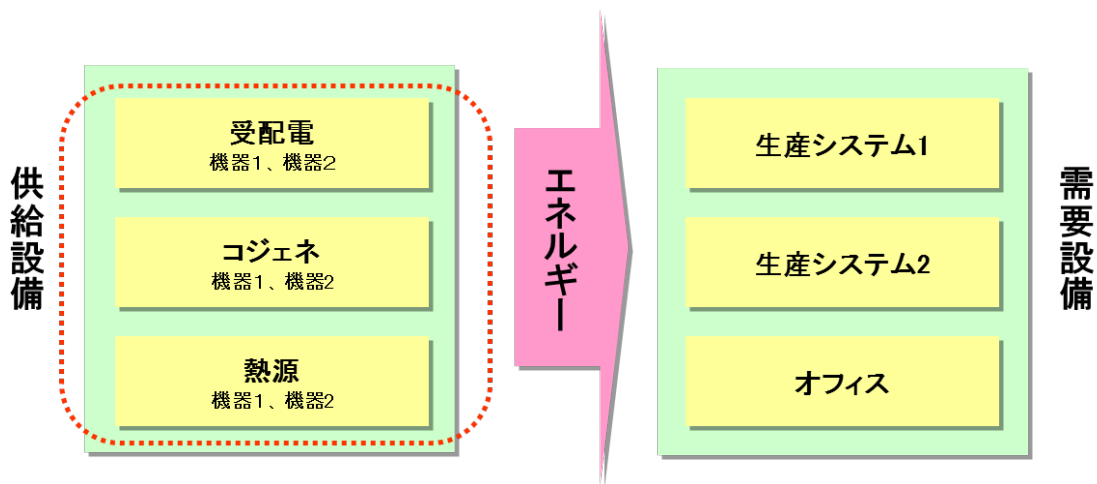 供給設備
受配電
機器1、機器2
コジェネ
機器1、機器2
熱源
機器1、機器2
エネルギー
生産システム1
生産システム2
オフィス
需要設備